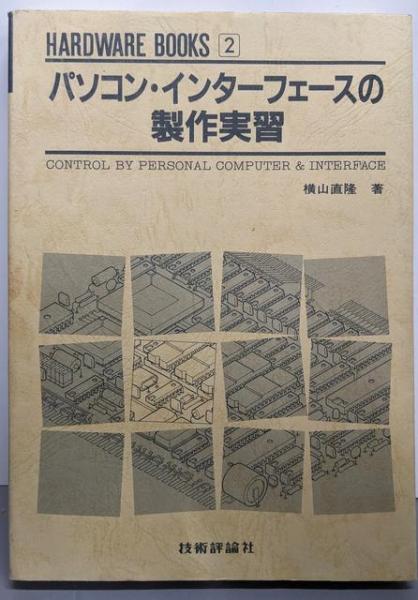 HARDWARE BOOKS 2
パソコン・インターフェースの
製作実習
CONTROL BY PERSONAL COMPUTER & INTERFACE
横山直隆 著
技術評論社